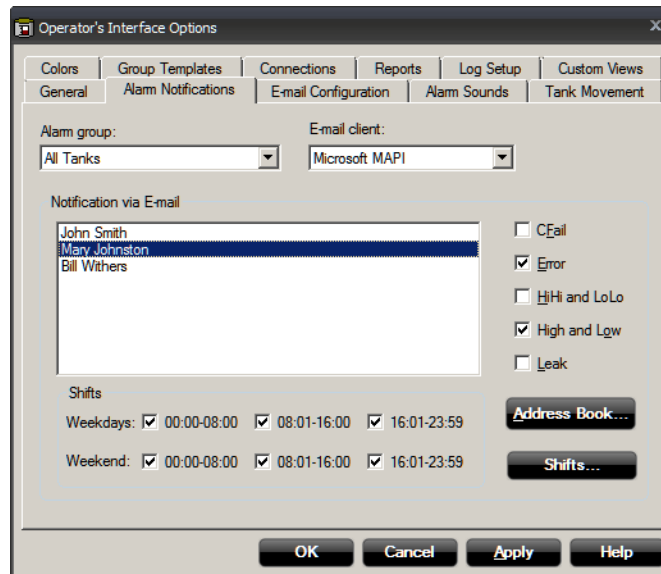 Operator's Interface Options x
Colors Group Templates Connections Reports Log Setup Custom Views
General Alarm Notifications E-mail Configuration Alarm Sounds Tank Movement
Alarm group: E-mail client:
All Tanks Microsoft MAPI
Notification via E-mail
John Smith CFail
Mary Johnston
Bill Withers Error
HiHi and LoLo
High and Low
Leak
Shifts
Weekdays: 00:00-08:00 08:01-16:00 16:01-23:59 Address Book...
Weekend: 00:00-08:00 08:01-16:00 16:01-23:59 Shifts...
OK Cancel Apply Help